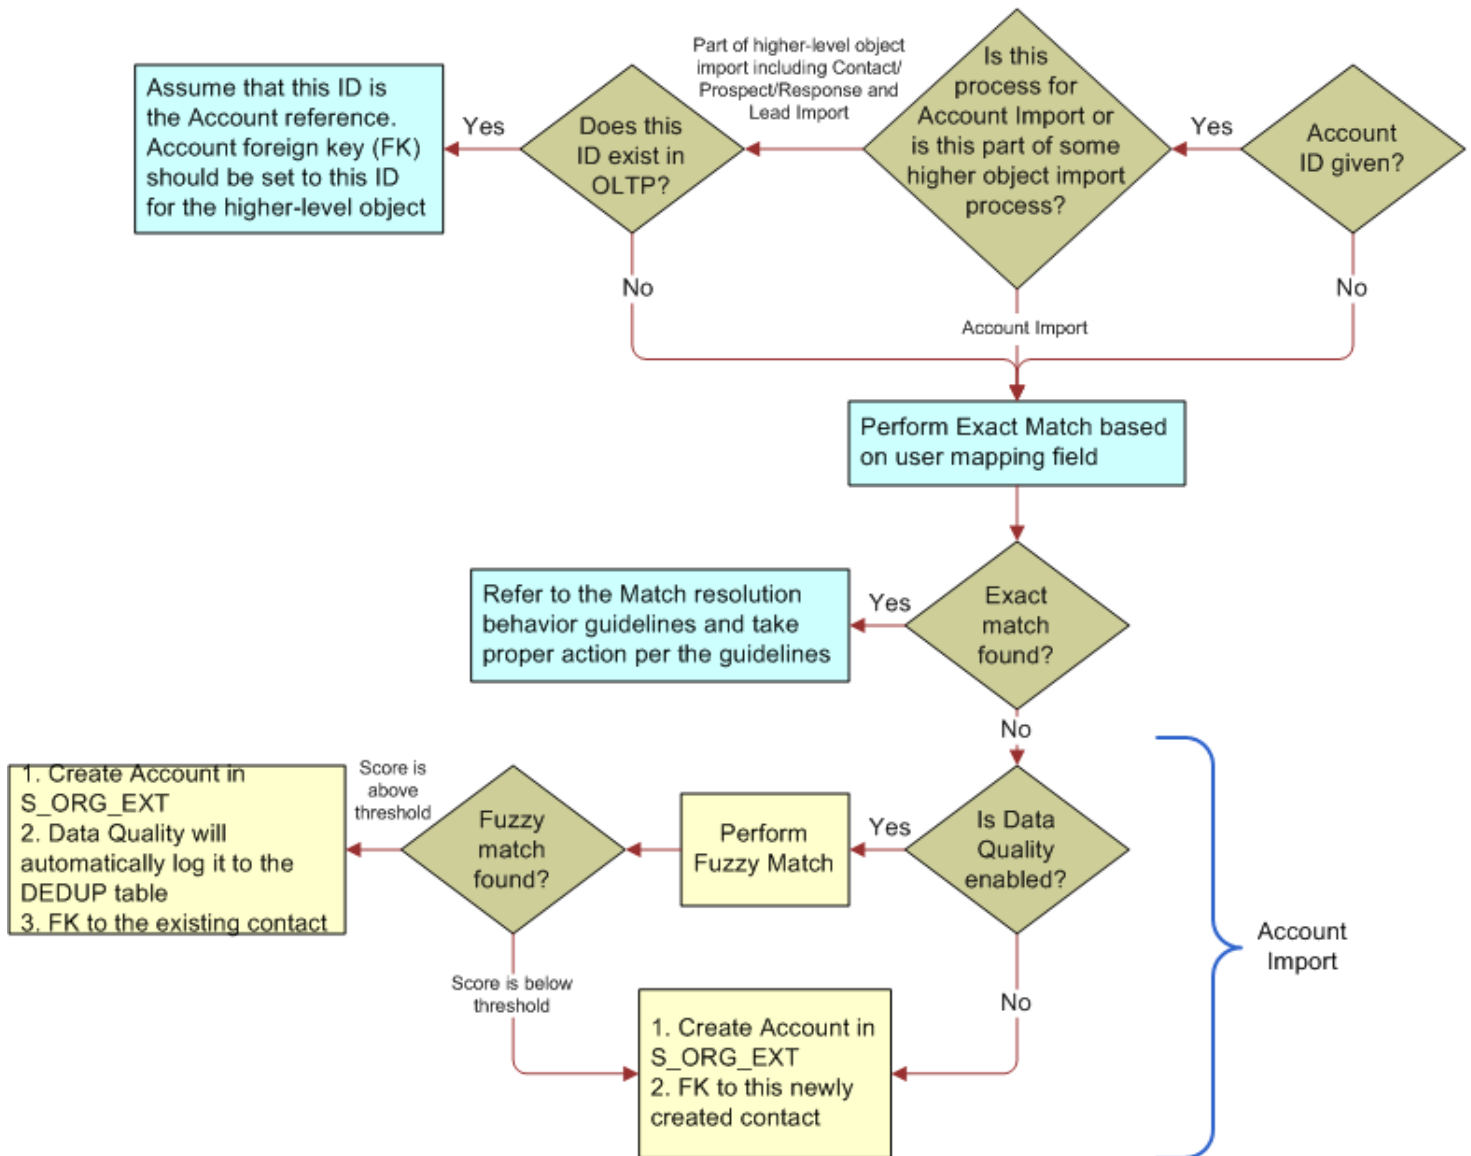 Part of higher-level object
import including Contact/
Prospect/Response and
Lead Import
Is this
process for
Account Import or
is this part of some
higher object import
process?
Assume that this ID is
the Account reference.
Account foreign key (FK)
should be set to this ID
for the higher-level object
Yes
Does this
ID exist in
OLTP?
Yes
Account
ID given?
No
Account Import
No
Perform Exact Match based
on user mapping field
Refer to the Match resolution
behavior guidelines and take
proper action per the guidelines
Yes
Exact
match
found?
No
1. Create Account in
S_ORG_EXT
2. Data Quality will
automatically log it to the
DEDUP table
3. FK to the existing contact
Score is
above
threshold
Fuzzy
match
found?
Perform
Fuzzy Match
Yes
Is Data
Quality
enabled?
Account
Import
Score is below
threshold
No
1. Create Account in
S_ORG_EXT
2. FK to this newly
created contact